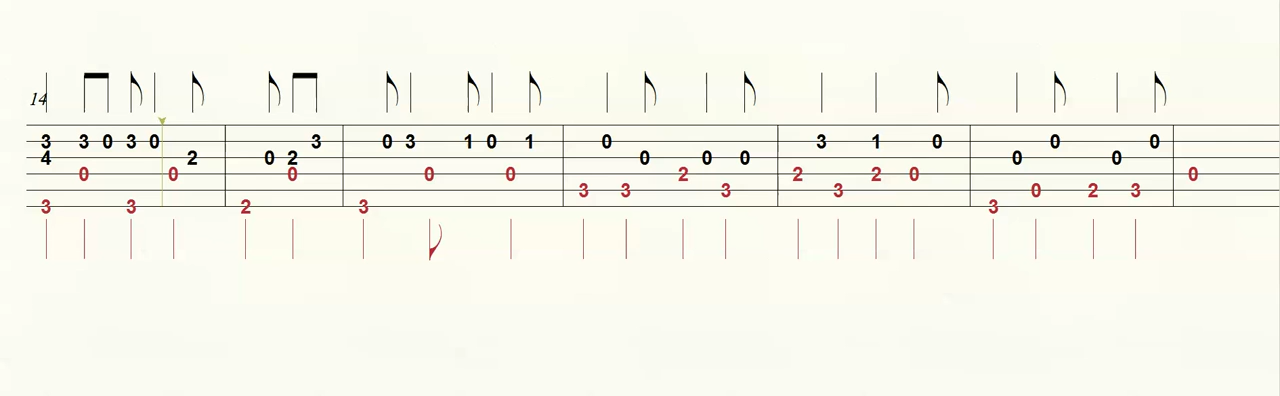 14
3 3 0 3 0 3 0 3 1 0 1 0 3 1 0 0 0
4 2 0 2 0 0 0 0 0
0 0 0 0 0 2 2 2 0 0
3 3 3 3 0 2 3
3 3 2 3 3